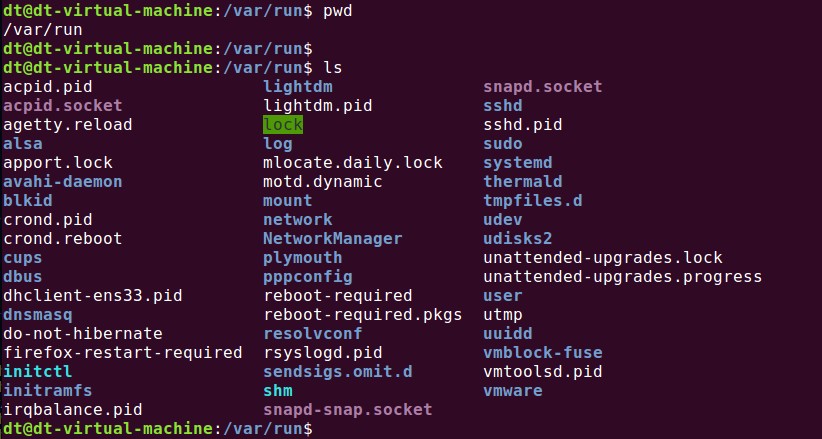 dt@dt-virtual-machine:/var/run$ pwd
/var/run
dt@dt-virtual-machine:/var/run$
dt@dt-virtual-machine:/var/run$ ls
acpid.pid lightdm snapd.socket
acpid.socket lightdm.pid sshd
agetty.reload lock sshd.pid
alsa log sudo
apport.lock mlocate.daily.lock systemd
avahi-daemon motd.dynamic thermald
blkid mount tmpfiles.d
crond.pid network udev
crond.reboot NetworkManager udisks2
cups plymouth unattended-upgrades.lock
dbus pppconfig unattended-upgrades.progress
dhclient-ens33.pid reboot-required user
dnsmasq reboot-required.pkgs utmp
do-not-hibernate resolvconf uuidd
firefox-restart-required rsyslogd.pid vmblock-fuse
initctl sendsigs.omit.d vmtoolsd.pid
initramfs shm vmware
irqbalance.pid snapd-snap.socket
dt@dt-virtual-machine:/var/run$